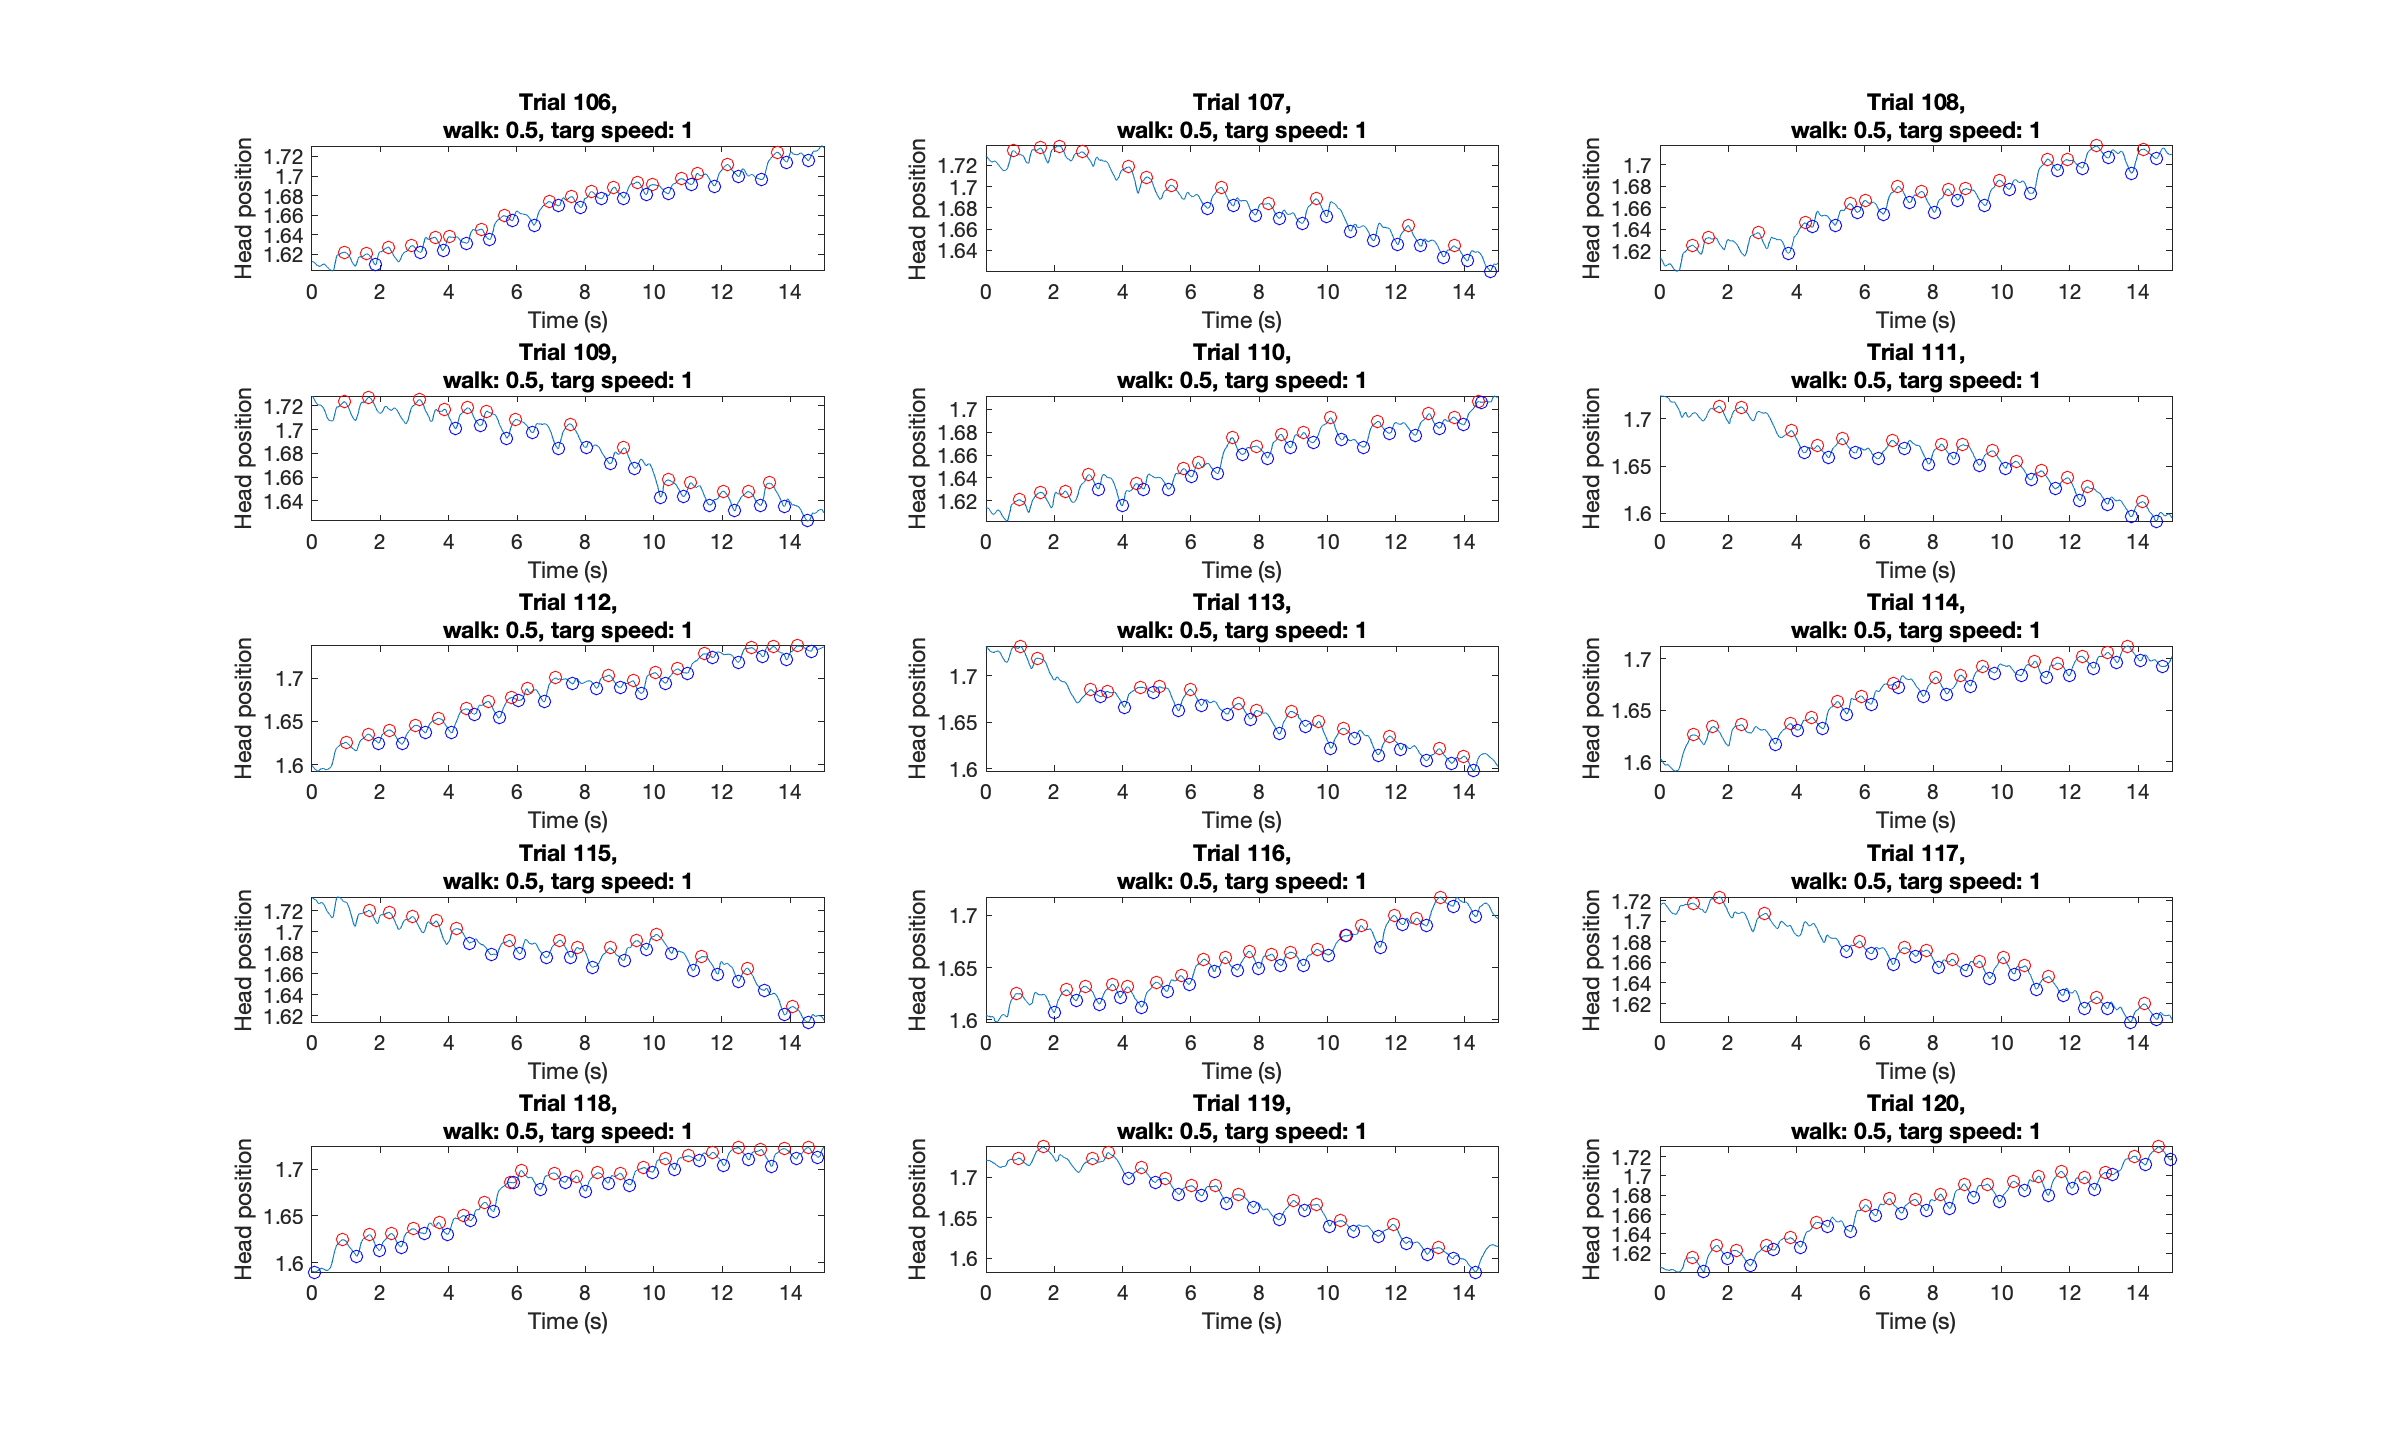 Trial 106,
walk: 0.5, targ speed: 1
Head position
1.72
1.7
1.68
1.66
1.64
1.62
0 2 4 6 8 10 12 14
Time (s)
Trial 107,
walk: 0.5, targ speed: 1
Head position
1.72
1.7
1.68
1.66
1.64
0 2 4 6 8 10 12 14
Time (s)
Trial 108,
walk: 0.5, targ speed: 1
Head position
1.7
1.68
1.66
1.64
1.62
0 2 4 6 8 10 12 14
Time (s)
Trial 109,
walk: 0.5, targ speed: 1
Head position
1.72
1.7
1.68
1.66
1.64
0 2 4 6 8 10 12 14
Time (s)
Trial 110,
walk: 0.5, targ speed: 1
Head position
1.7
1.68
1.66
1.64
1.62
0 2 4 6 8 10 12 14
Time (s)
Trial 111,
walk: 0.5, targ speed: 1
Head position
1.7
1.65
1.6
0 2 4 6 8 10 12 14
Time (s)
Trial 112,
walk: 0.5, targ speed: 1
Head position
1.7
1.65
1.6
0 2 4 6 8 10 12 14
Time (s)
Trial 113,
walk: 0.5, targ speed: 1
Head position
1.7
1.65
1.6
0 2 4 6 8 10 12 14
Time (s)
Trial 114,
walk: 0.5, targ speed: 1
Head position
1.7
1.65
1.6
0 2 4 6 8 10 12 14
Time (s)
Trial 115,
walk: 0.5, targ speed: 1
Head position
1.72
1.7
1.68
1.66
1.64
1.62
0 2 4 6 8 10 12 14
Time (s)
Trial 116,
walk: 0.5, targ speed: 1
Head position
1.7
1.65
1.6
0 2 4 6 8 10 12 14
Time (s)
Trial 117,
walk: 0.5, targ speed: 1
Head position
1.72
1.7
1.68
1.66
1.64
1.62
0 2 4 6 8 10 12 14
Time (s)
Trial 118,
walk: 0.5, targ speed: 1
Head position
1.7
1.65
1.6
0 2 4 6 8 10 12 14
Time (s)
Trial 119,
walk: 0.5, targ speed: 1
Head position
1.7
1.65
1.6
0 2 4 6 8 10 12 14
Time (s)
Trial 120,
walk: 0.5, targ speed: 1
Head position
1.72
1.7
1.68
1.66
1.64
1.62
0 2 4 6 8 10 12 14
Time (s)